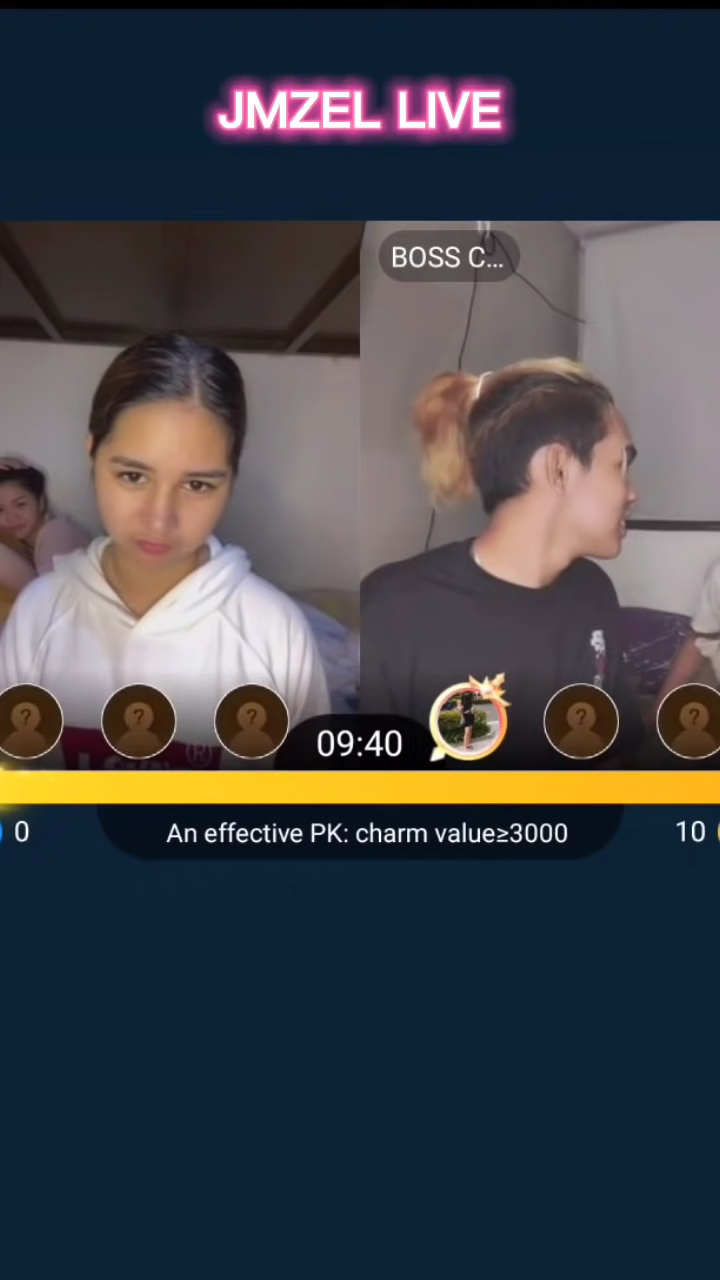 JMZEL LIVE
BOSS C...
09:40
0
An effective PK: charm value≥3000
10